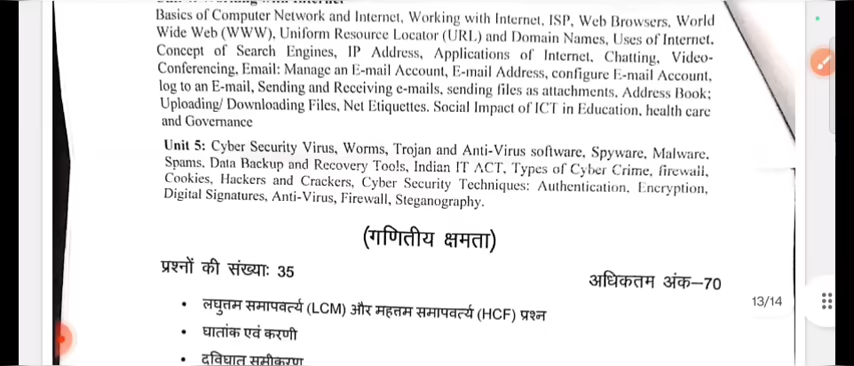 Basics of Computer Network and Internet, Working with Internet, ISP, Web Browsers, World
Wide Web (WWW), Uniform Resource Locator (URL) and Domain Names, Uses of Internet.
Concept of Search Engines, IP Address, Applications of Internet, Chatting, Video-
Conferencing, Email: Manage an E-mail Account, E-mail Address, configure E-mail Account,
log to an E-mail, Sending and Receiving e-mails, sending files as attachments, Address Book;
Uploading/ Downloading Files, Net Etiquettes. Social Impact of ICT in Education, health care
and Governance
Unit 5: Cyber Security Virus, Worms, Trojan and Anti-Virus software, Spyware, Malware,
Spams, Data Backup and Recovery Tools, Indian IT ACT, Types of Cyber Crime, firewall,
Cookies, Hackers and Crackers, Cyber Security Techniques: Authentication, Encryption,
Digital Signatures, Anti-Virus, Firewall, Steganography.
(गणितीय क्षमता)
प्रश्नों की संख्याः 35
अधिकतम अंक–70
13/14
• लघुतम समापवर्त्य (LCM) और महत्तम समापवर्त्य (HCF) प्रश्न
• घातांक एवं करणी
• दविघात समीकरण